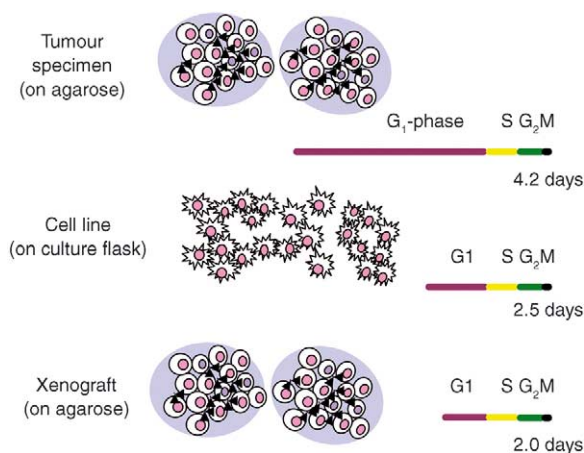 Tumour
specimen
(on agarose)
G₁-phase S G₂M
4.2 days
Cell line
(on culture flask)
G1 S G₂M
2.5 days
Xenograft
(on agarose)
G1 S G₂M
2.0 days